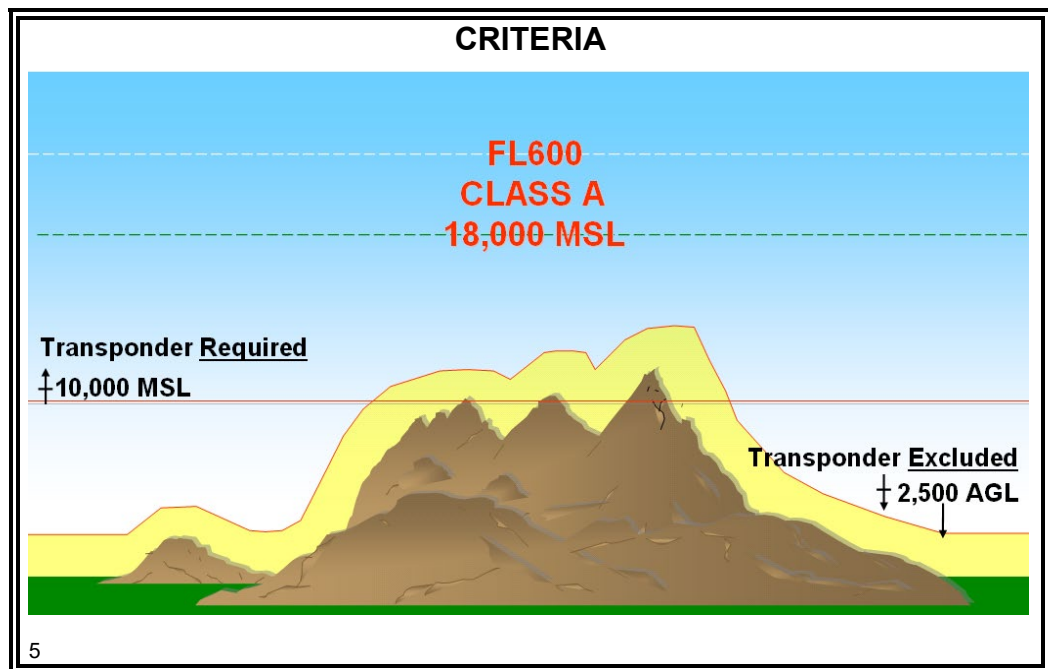 CRITERIA
FL600
CLASS A
18,000 MSL
Transponder Required
10,000 MSL
Transponder Excluded
2,500 AGL
5